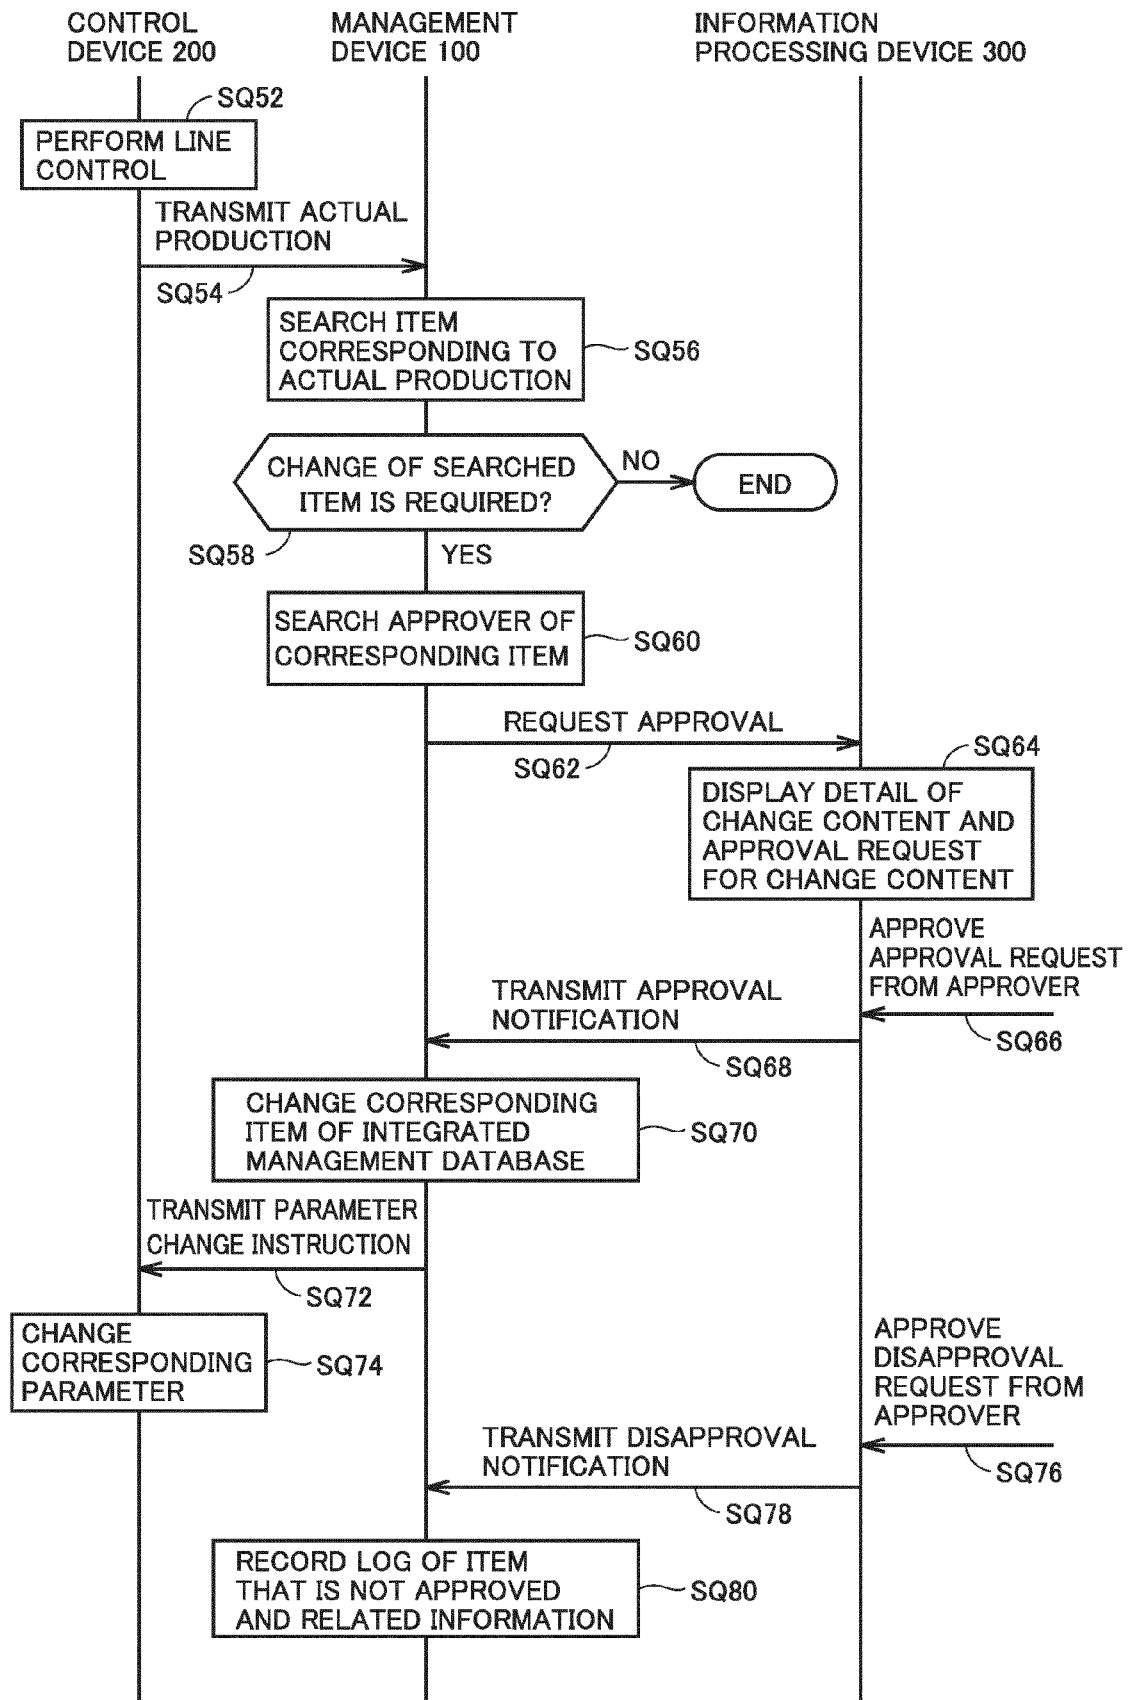 CONTROL
DEVICE 200
MANAGEMENT
DEVICE 100
INFORMATION
PROCESSING DEVICE 300
SQ52
PERFORM LINE
CONTROL
TRANSMIT ACTUAL
PRODUCTION
SQ54
SEARCH ITEM
CORRESPONDING TO
ACTUAL PRODUCTION
SQ56
CHANGE OF SEARCHED
ITEM IS REQUIRED?
NO
END
SQ58
YES
SEARCH APPROVER OF
CORRESPONDING ITEM
SQ60
REQUEST APPROVAL
SQ62
SQ64
DISPLAY DETAIL OF
CHANGE CONTENT AND
APPROVAL REQUEST
FOR CHANGE CONTENT
APPROVE
APPROVAL REQUEST
FROM APPROVER
SQ66
TRANSMIT APPROVAL
NOTIFICATION
SQ68
CHANGE CORRESPONDING
ITEM OF INTEGRATED
MANAGEMENT DATABASE
SQ70
TRANSMIT PARAMETER
CHANGE INSTRUCTION
SQ72
CHANGE
CORRESPONDING
PARAMETER
SQ74
APPROVE
DISAPPROVAL
REQUEST FROM
APPROVER
SQ76
TRANSMIT DISAPPROVAL
NOTIFICATION
SQ78
RECORD LOG OF ITEM
THAT IS NOT APPROVED
AND RELATED INFORMATION
SQ80